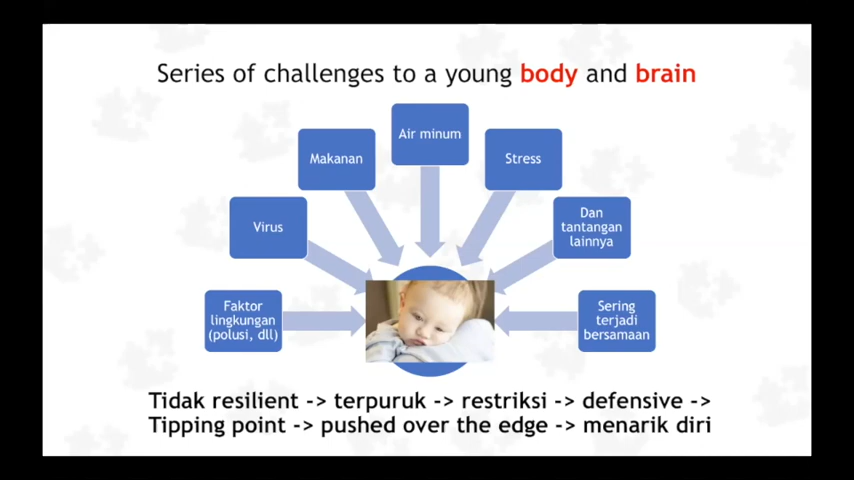 Series of challenges to a young body and brain
Air minum
Makanan
Stress
Virus
Dan
tantangan
lainnya
Faktor
lingkungan
(polusi, dll)
Sering
terjadi
bersamaan
Tidak resilient -> terpuruk -> restriksi -> defensive ->
Tipping point -> pushed over the edge -> menarik diri